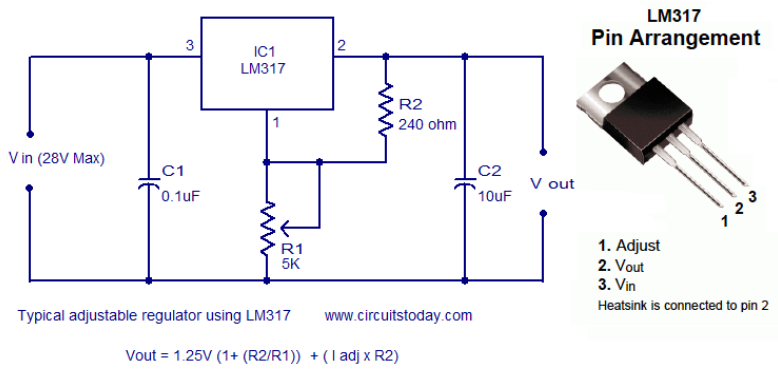 LM317
Pin Arrangement
3
IC1
LM317
2
1
R2
240 ohm
V in (28V Max)
C1
0.1uF
C2
10uF
V out
R1
5K
3
2
1
1. Adjust
2. Vout
3. Vin
Heatsink is connected to pin 2
Typical adjustable regulator using LM317 www.circuitstoday.com
Vout = 1.25V (1+ (R2/R1)) + ( I adj x R2)